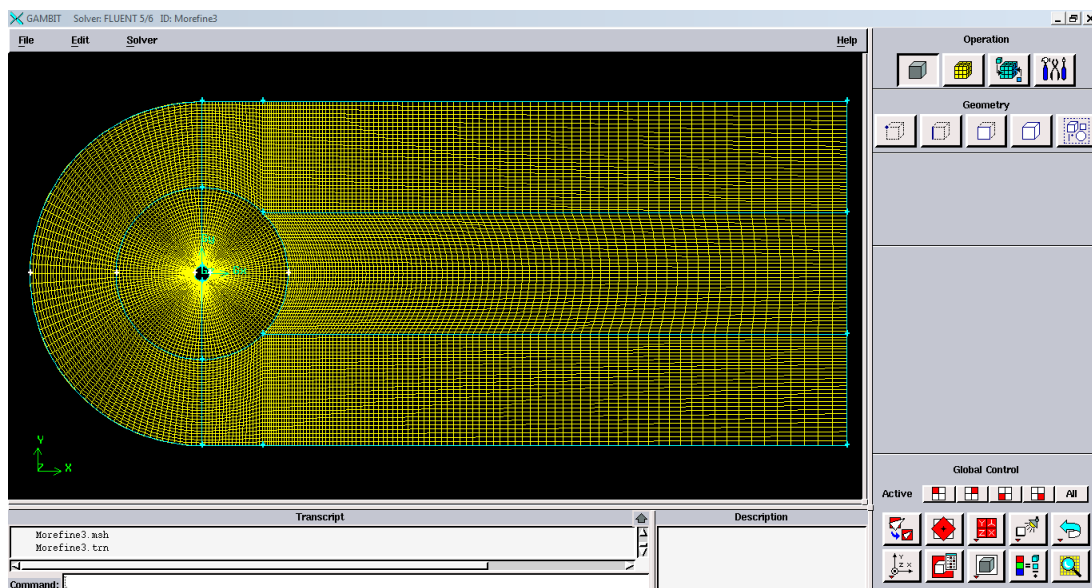 GAMBIT Solver: FLUENT 5/6 ID: Morefine3
File Edit Solver Help
Operation
Geometry
Y
Z X
Global Control
Active All
Transcript
Description
Morefine3.msh
Morefine3.trn
Command: